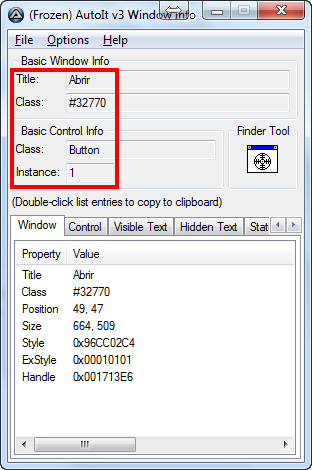 (Frozen) AutoIt v3 Window Info
File Options Help
Basic Window Info
Title: Abrir
Class: #32770
Basic Control Info
Class: Button
Instance: 1
Finder Tool
(Double-click list entries to copy to clipboard)
Window Control Visible Text Hidden Text Stat
Property Value
Title Abrir
Class #32770
Position 49, 47
Size 664, 509
Style 0x96CC02C4
ExStyle 0x00010101
Handle 0x001713E6